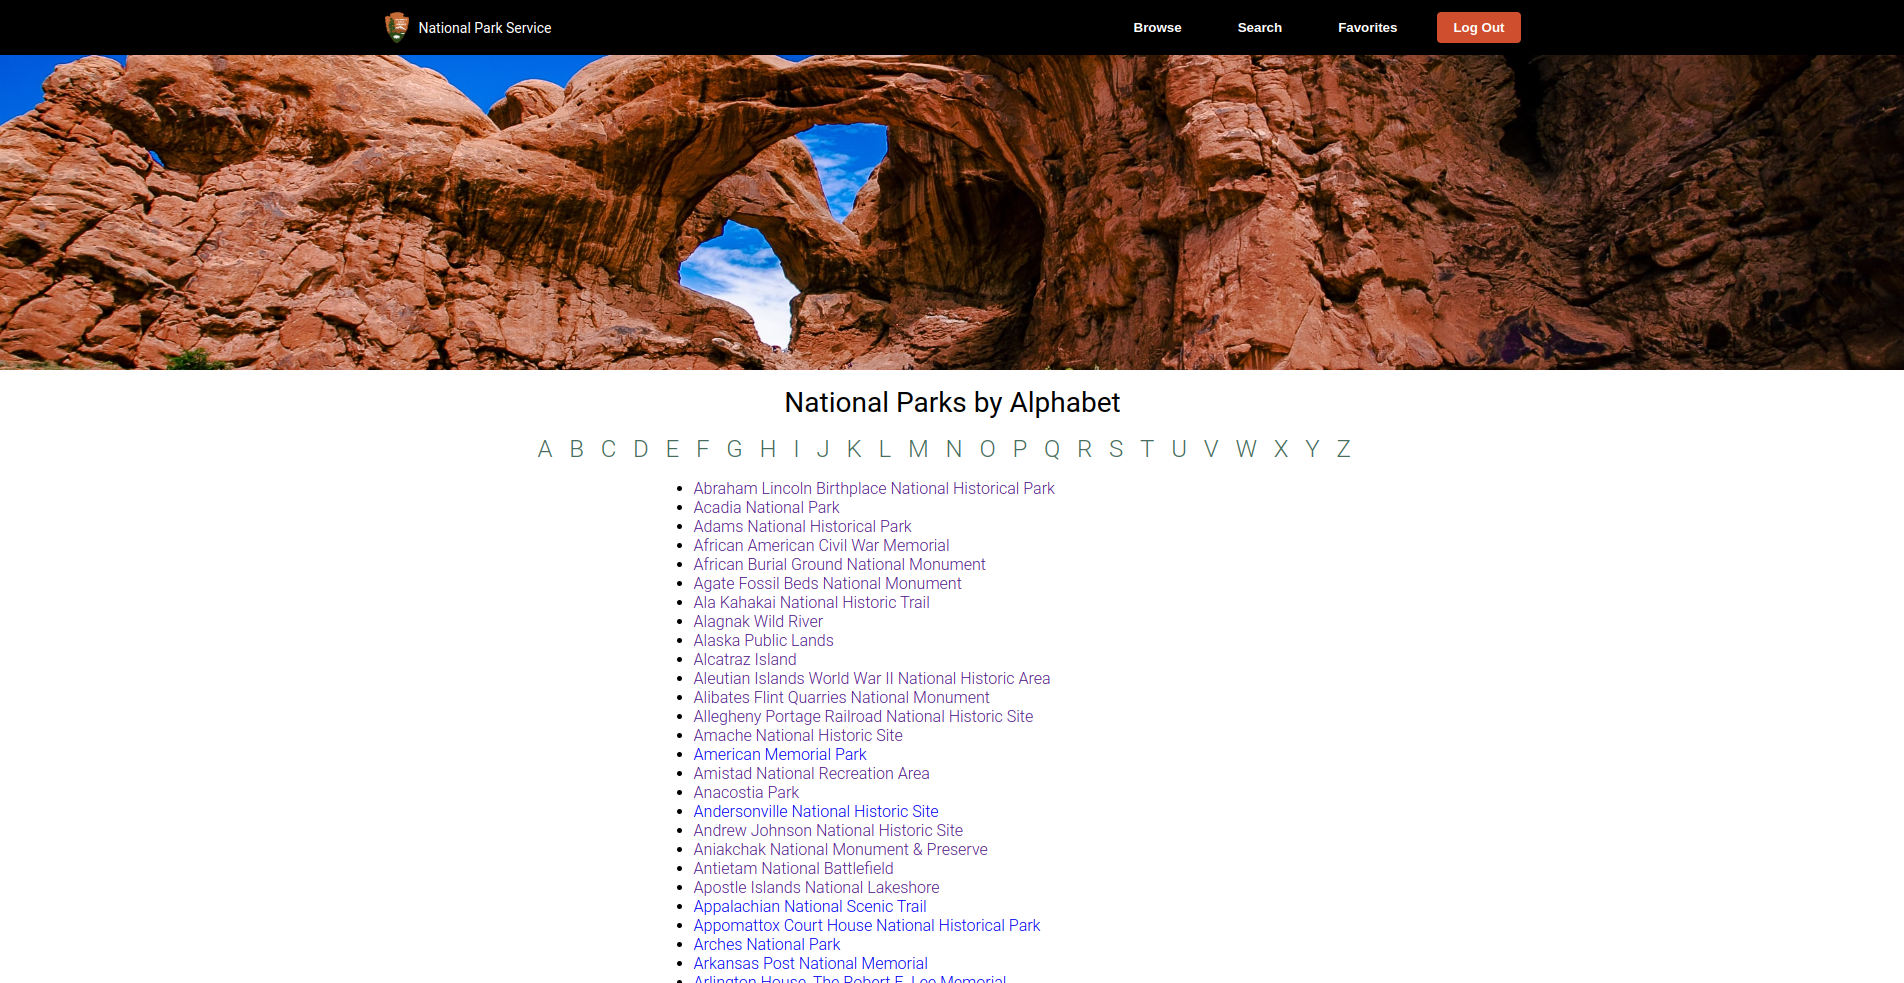 National Park Service Browse Search Favorites Log Out
National Parks by Alphabet
A B C D E F G H I J K L M N O P Q R S T U V W X Y Z
Abraham Lincoln Birthplace National Historical Park
Acadia National Park
Adams National Historical Park
African American Civil War Memorial
African Burial Ground National Monument
Agate Fossil Beds National Monument
Ala Kahakai National Historic Trail
Alagnak Wild River
Alaska Public Lands
Alcatraz Island
Aleutian Islands World War II National Historic Area
Alibates Flint Quarries National Monument
Allegheny Portage Railroad National Historic Site
Amache National Historic Site
American Memorial Park
Amistad National Recreation Area
Anacostia Park
Andersonville National Historic Site
Andrew Johnson National Historic Site
Aniakchak National Monument & Preserve
Antietam National Battlefield
Apostle Islands National Lakeshore
Appalachian National Scenic Trail
Appomattox Court House National Historical Park
Arches National Park
Arkansas Post National Memorial
Arlington House, The Robert E. Lee Memorial